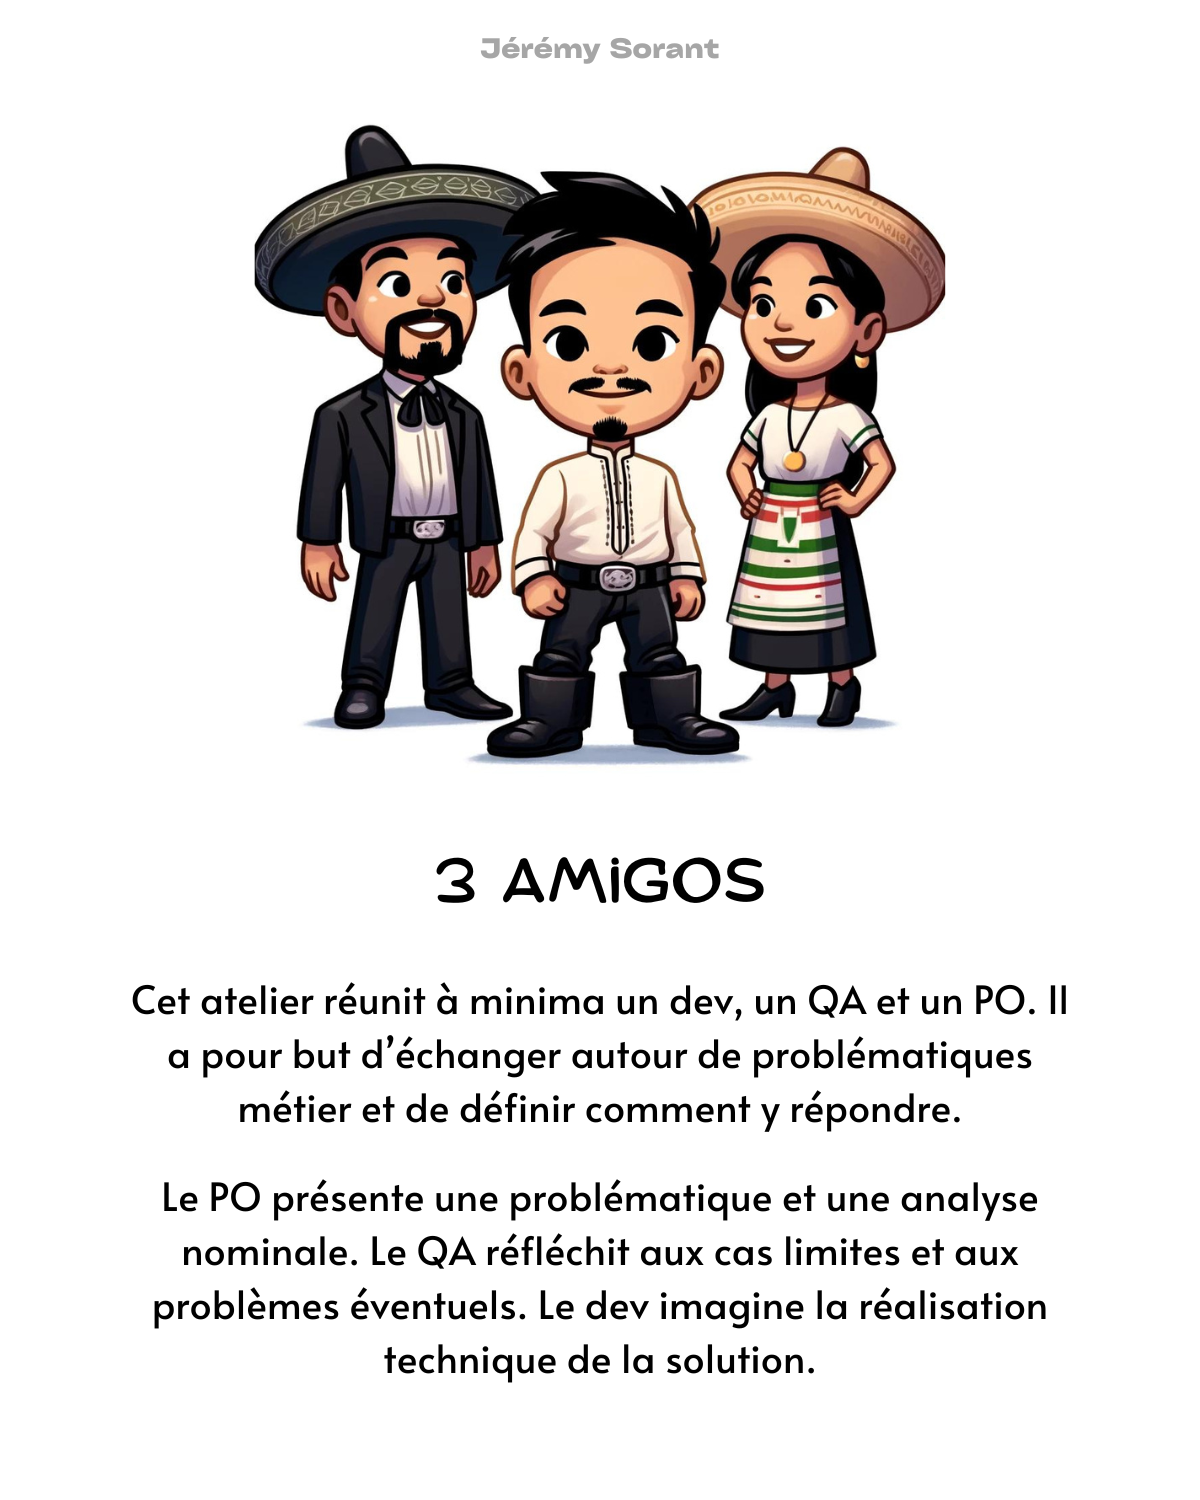 Jérémy Sorant
3 AMiGOS
Cet atelier réunit à minima un dev, un QA et un PO. Il
a pour but d’échanger autour de problématiques
métier et de définir comment y répondre.
Le PO présente une problématique et une analyse
nominale. Le QA réfléchit aux cas limites et aux
problèmes éventuels. Le dev imagine la réalisation
technique de la solution.